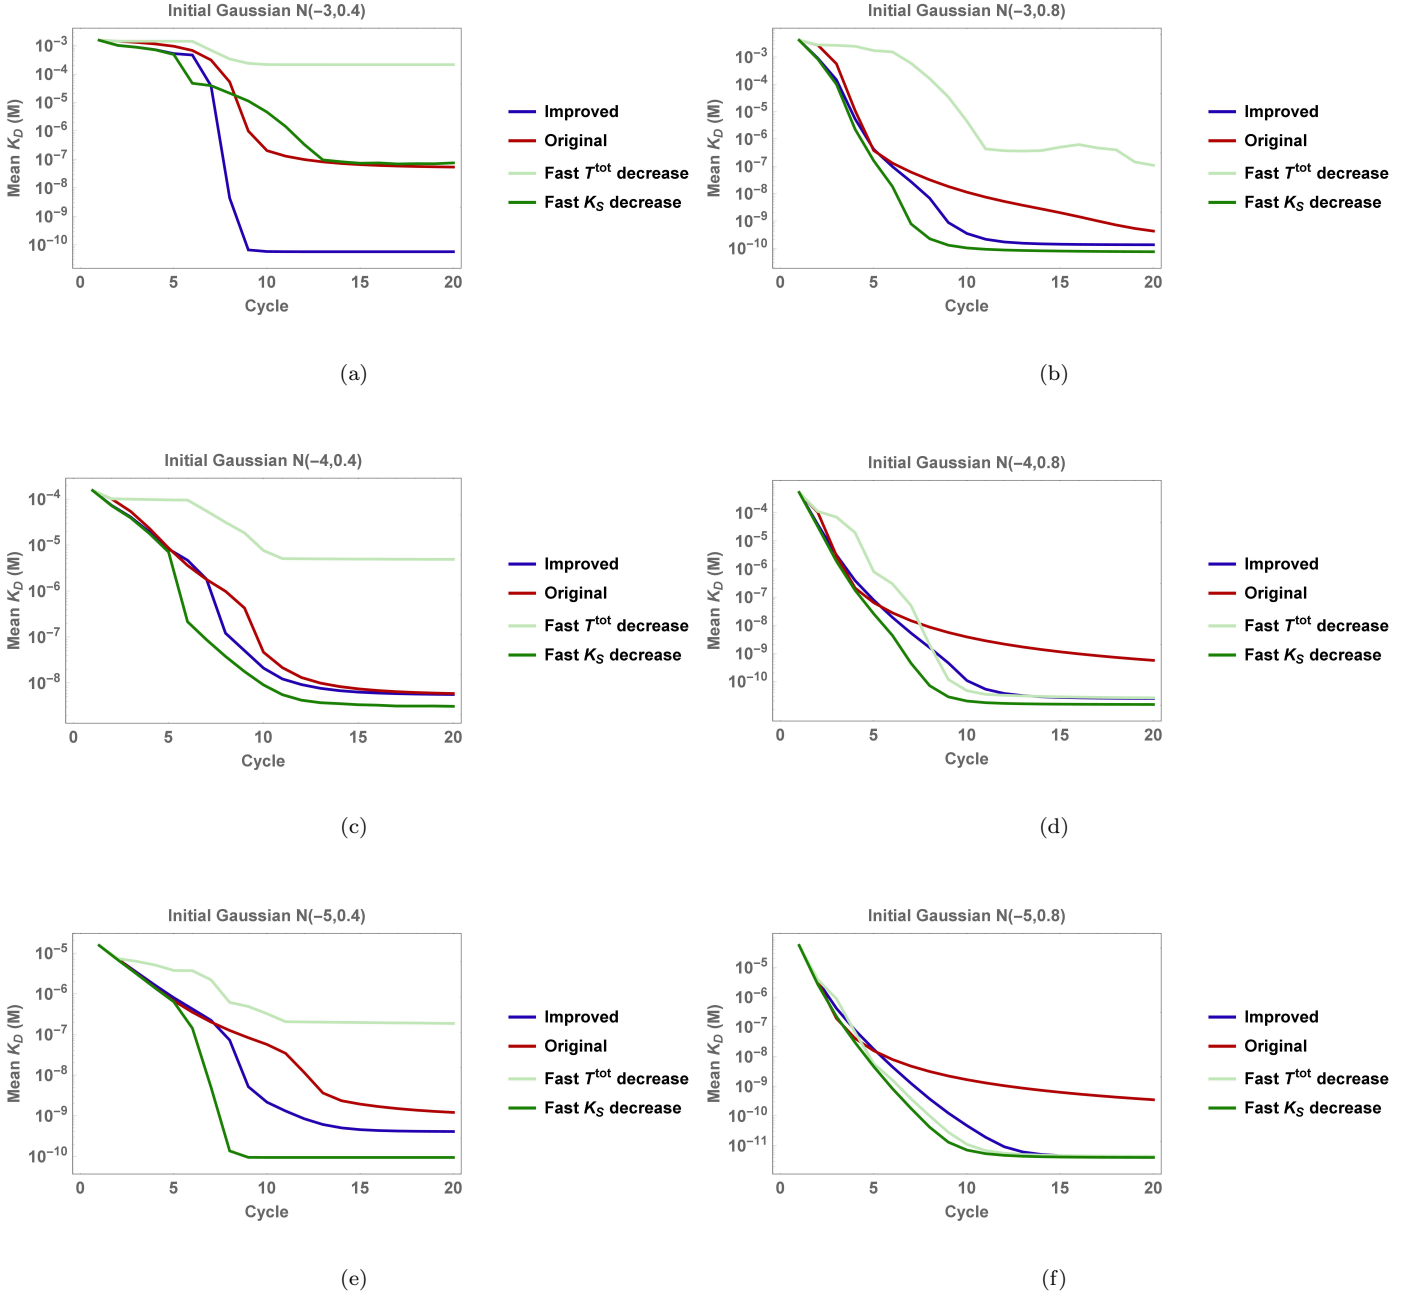 Initial Gaussian N(−3,0.4)
Mean K_D (M)
10⁻³
10⁻⁴
10⁻⁵
10⁻⁶
10⁻⁷
10⁻⁸
10⁻⁹
10⁻¹⁰
0 5 10 15 20
Cycle
Improved
Original
Fast T^tot decrease
Fast K_S decrease
(a)
Initial Gaussian N(−3,0.8)
Mean K_D (M)
10⁻³
10⁻⁴
10⁻⁵
10⁻⁶
10⁻⁷
10⁻⁸
10⁻⁹
10⁻¹⁰
0 5 10 15 20
Cycle
Improved
Original
Fast T^tot decrease
Fast K_S decrease
(b)
Initial Gaussian N(−4,0.4)
Mean K_D (M)
10⁻⁴
10⁻⁵
10⁻⁶
10⁻⁷
10⁻⁸
0 5 10 15 20
Cycle
Improved
Original
Fast T^tot decrease
Fast K_S decrease
(c)
Initial Gaussian N(−4,0.8)
Mean K_D (M)
10⁻⁴
10⁻⁵
10⁻⁶
10⁻⁷
10⁻⁸
10⁻⁹
10⁻¹⁰
0 5 10 15 20
Cycle
Improved
Original
Fast T^tot decrease
Fast K_S decrease
(d)
Initial Gaussian N(−5,0.4)
Mean K_D (M)
10⁻⁵
10⁻⁶
10⁻⁷
10⁻⁸
10⁻⁹
10⁻¹⁰
0 5 10 15 20
Cycle
Improved
Original
Fast T^tot decrease
Fast K_S decrease
(e)
Initial Gaussian N(−5,0.8)
Mean K_D (M)
10⁻⁵
10⁻⁶
10⁻⁷
10⁻⁸
10⁻⁹
10⁻¹⁰
10⁻¹¹
0 5 10 15 20
Cycle
Improved
Original
Fast T^tot decrease
Fast K_S decrease
(f)